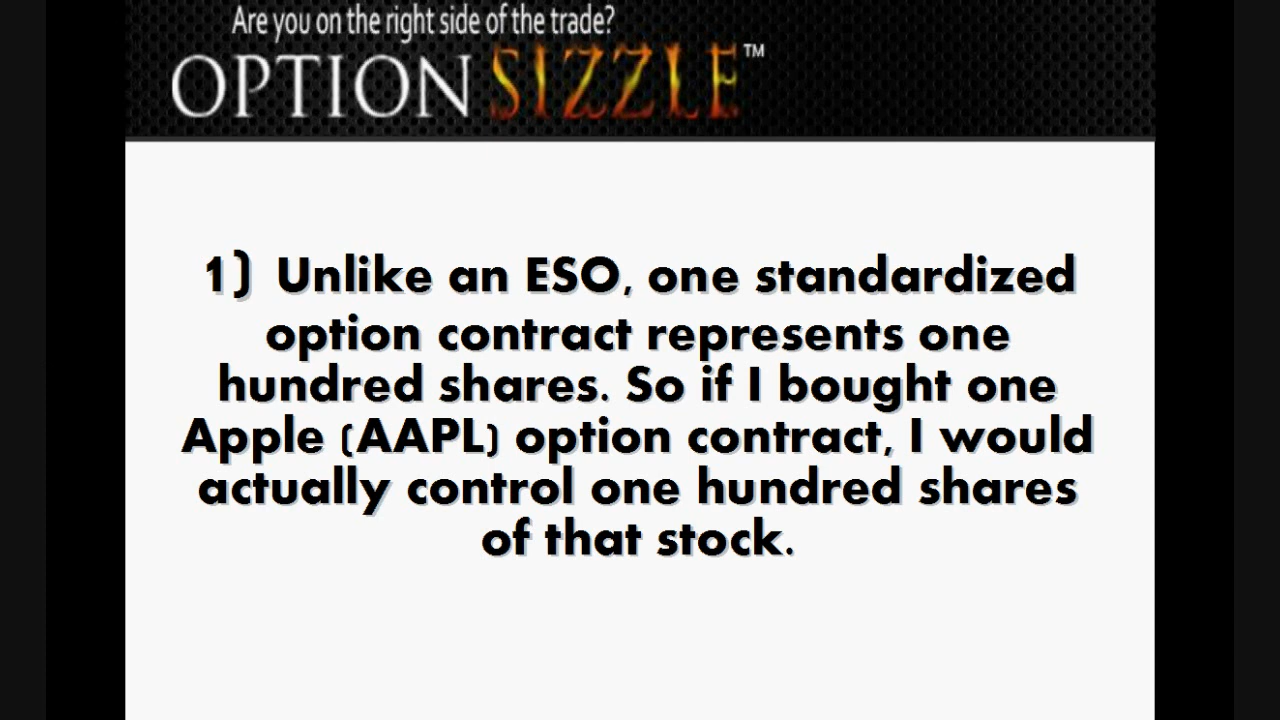 Are you on the right side of the trade?
OPTION SIZZLE™
1) Unlike an ESO, one standardized
option contract represents one
hundred shares. So if I bought one
Apple (AAPL) option contract, I would
actually control one hundred shares
of that stock.